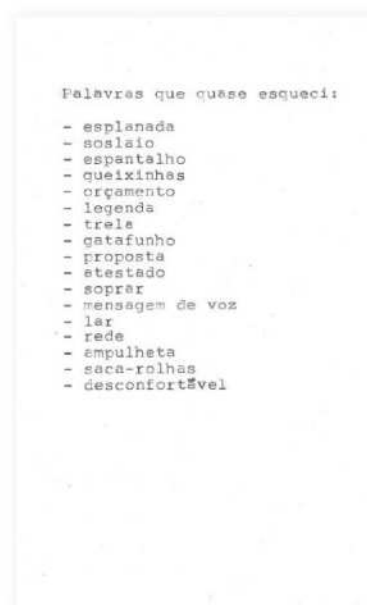 Palavras que quase esqueci:
- esplanada
- soslaio
- espantalho
- queixinhas
- orçamento
- legenda
- trela
- gatafunho
- proposta
- atestado
- soprar
- mensagem de voz
- lar
- rede
- ampulheta
- saca-rolhas
- desconfortável